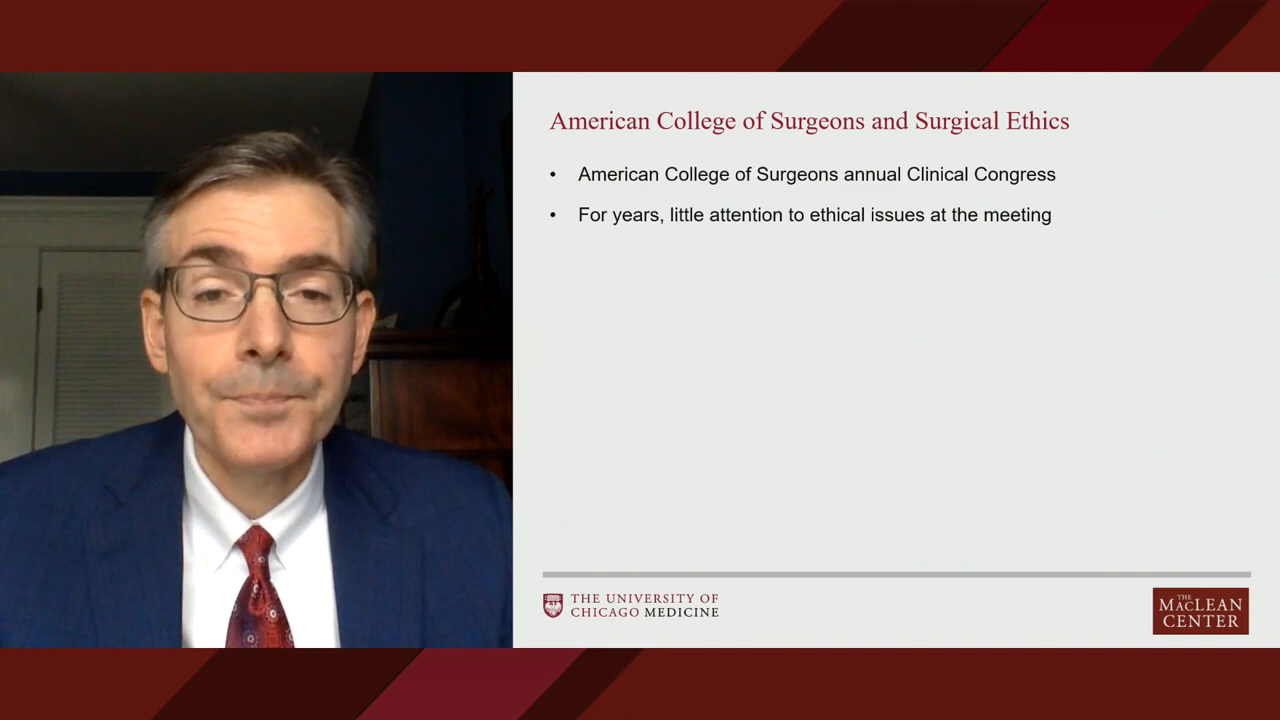 American College of Surgeons and Surgical Ethics
• American College of Surgeons annual Clinical Congress
• For years, little attention to ethical issues at the meeting
THE UNIVERSITY OF
CHICAGO MEDICINE
THE
MACLEAN
CENTER